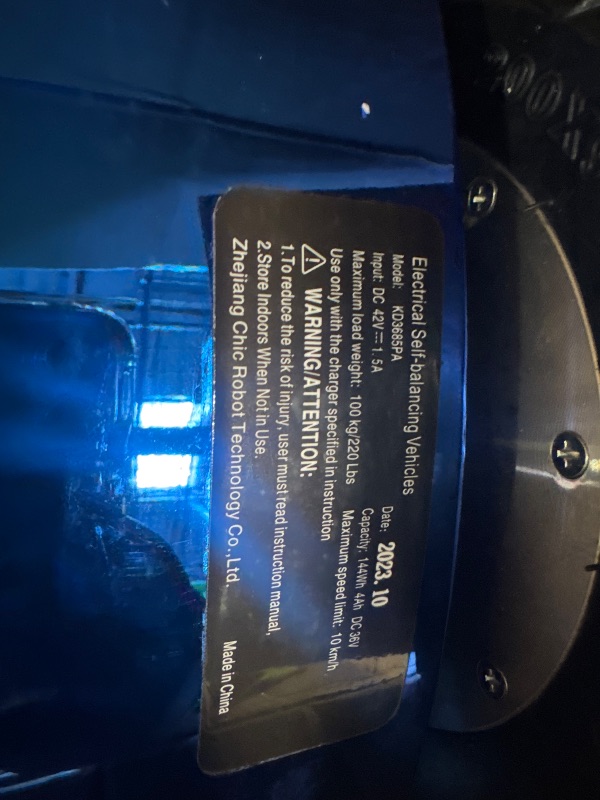 Electrical Self-balancing Vehicles
Model: KD3685PA Date: 2023.10
Input: DC 42V⎓1.5A Capacity: 144Wh 4Ah DC 36V
Maximum load weight: 100 kg/220 Lbs Maximum speed limit: 10 km/h
Use only with the charger specified in instruction
WARNING/ATTENTION:
1.To reduce the risk of injury, user must read instruction manual,
2.Store Indoors When Not in Use.
Zhejiang Chic Robot Technology Co.,Ltd. Made in China